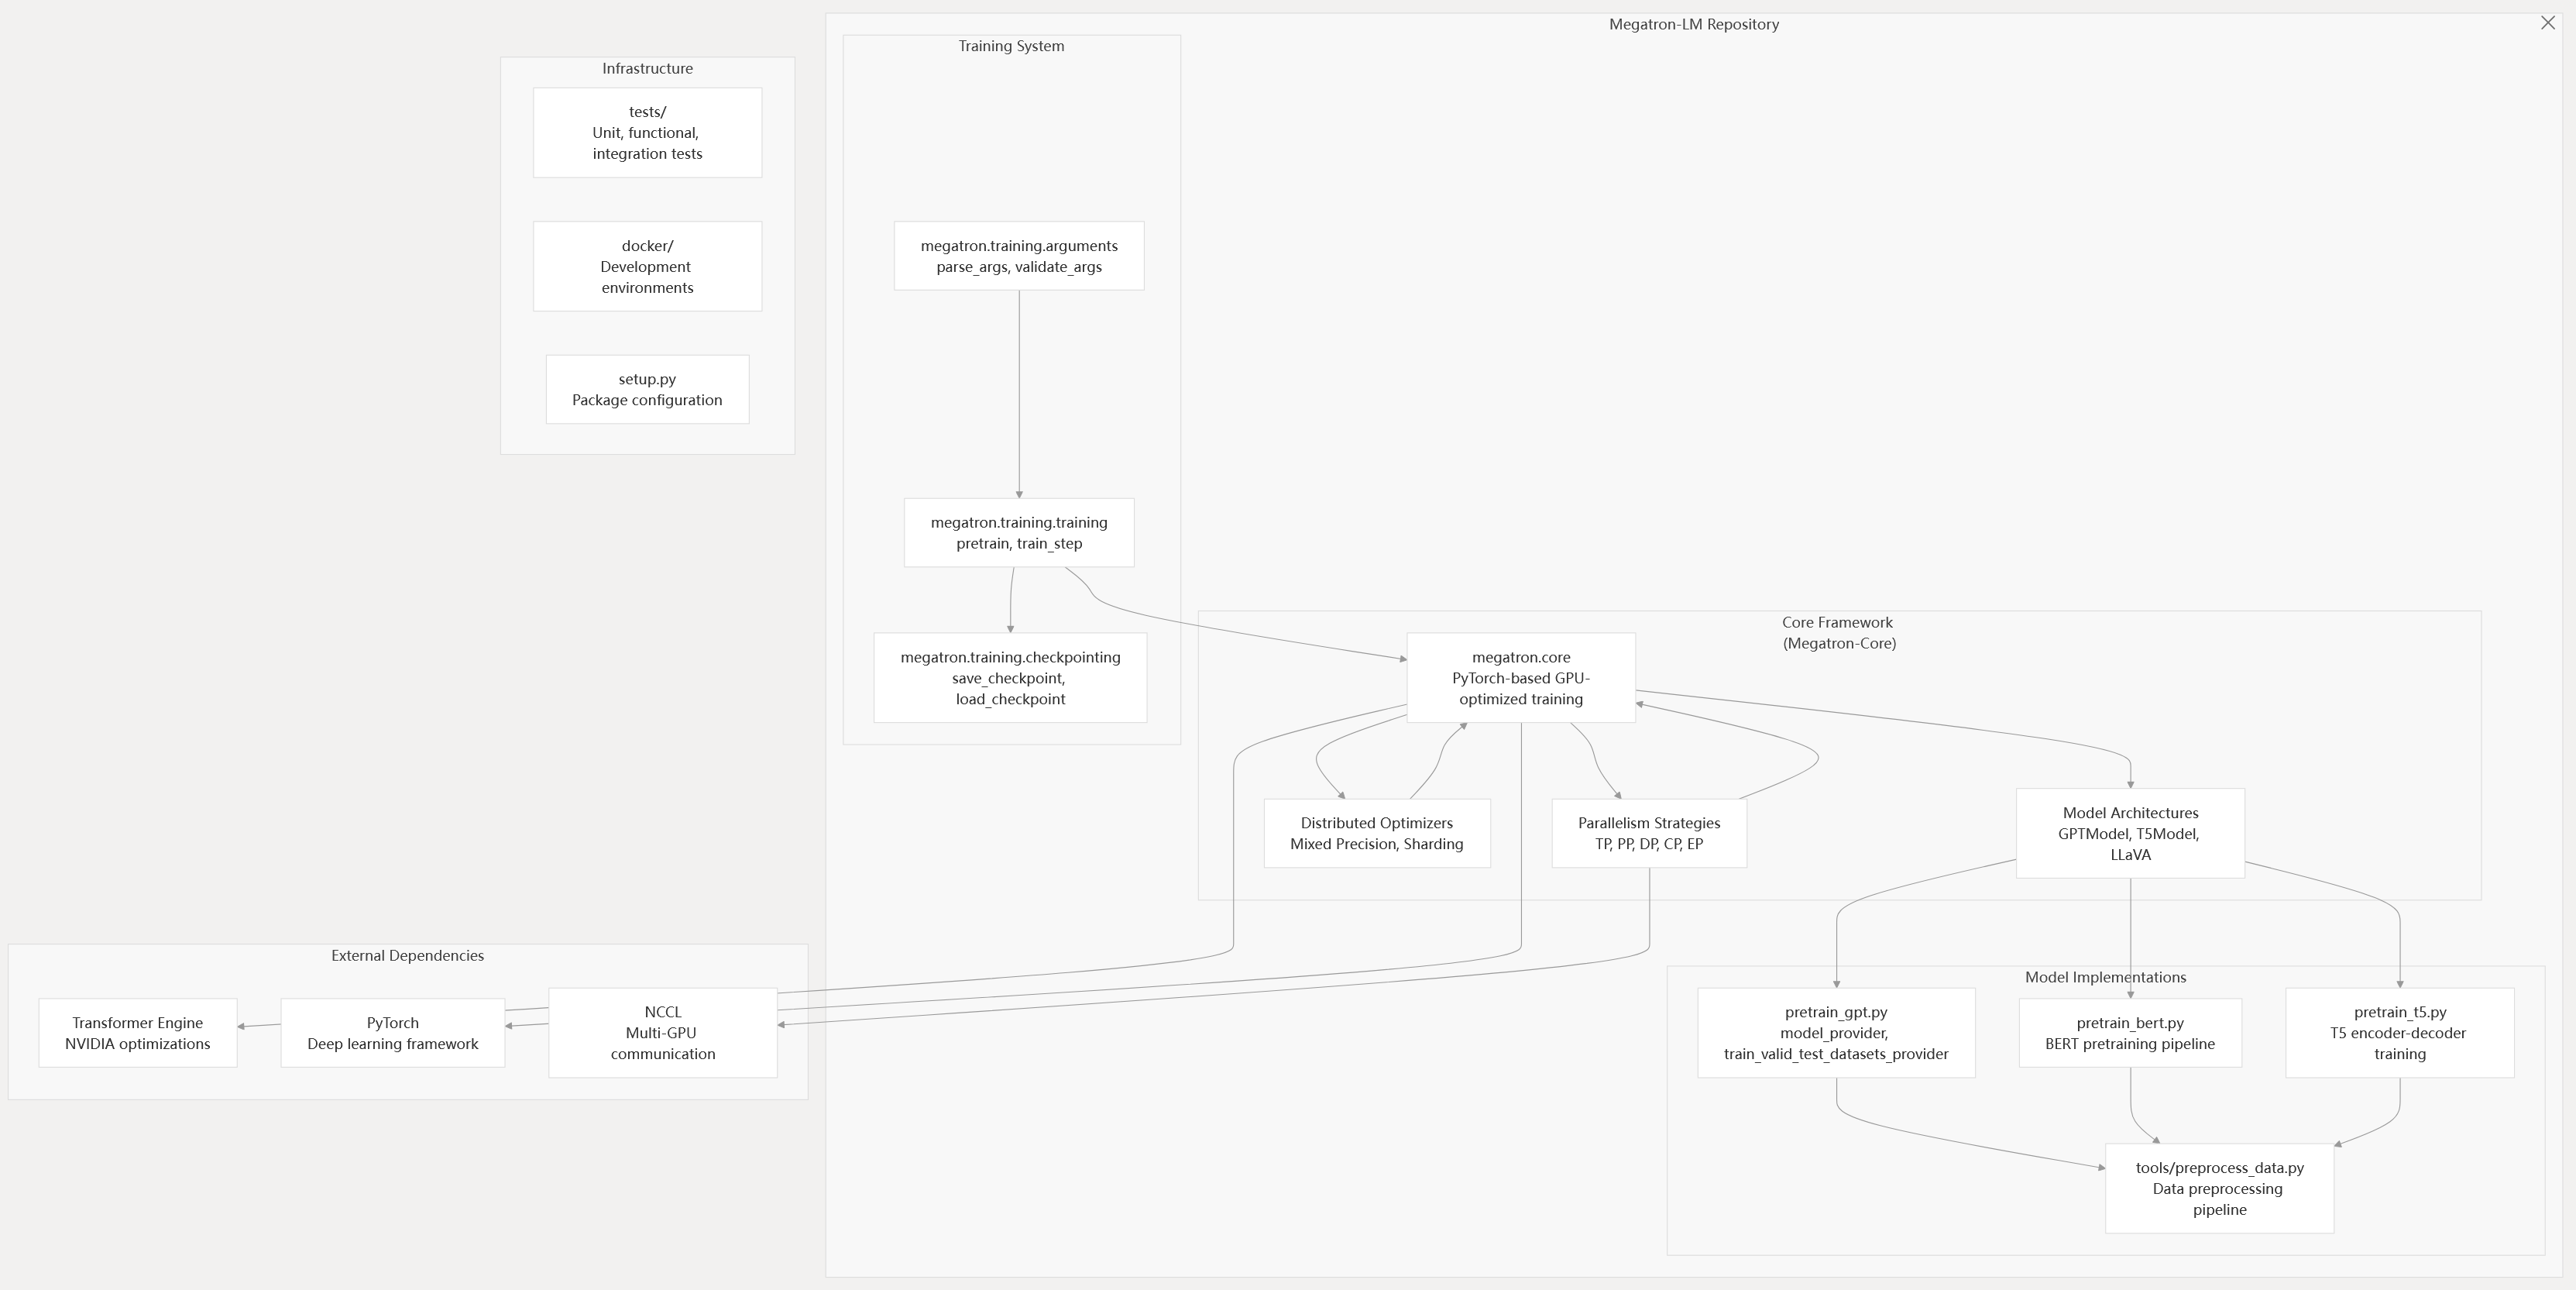 Megatron-LM Repository
Training System
Infrastructure
tests/
Unit, functional,
integration tests
docker/
Development
environments
setup.py
Package configuration
megatron.training.arguments
parse_args, validate_args
megatron.training.training
pretrain, train_step
megatron.training.checkpointing
save_checkpoint,
load_checkpoint
Core Framework
(Megatron-Core)
megatron.core
PyTorch-based GPU-
optimized training
Distributed Optimizers
Mixed Precision, Sharding
Parallelism Strategies
TP, PP, DP, CP, EP
Model Architectures
GPTModel, T5Model,
LLaVA
External Dependencies
Transformer Engine
NVIDIA optimizations
PyTorch
Deep learning framework
NCCL
Multi-GPU
communication
Model Implementations
pretrain_gpt.py
model_provider,
train_valid_test_datasets_provider
pretrain_bert.py
BERT pretraining pipeline
pretrain_t5.py
T5 encoder-decoder
training
tools/preprocess_data.py
Data preprocessing
pipeline